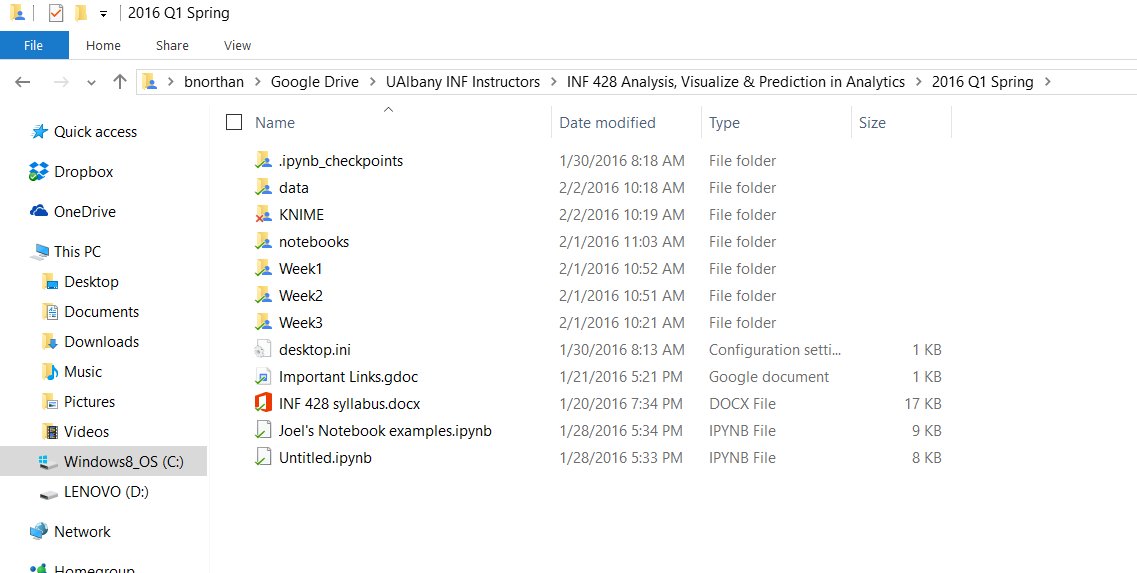 2016 Q1 Spring
File Home Share View
bnorthan > Google Drive > UAlbany INF Instructors > INF 428 Analysis, Visualize & Prediction in Analytics > 2016 Q1 Spring >
Name Date modified Type Size
Quick access
Dropbox
OneDrive
This PC
Desktop
Documents
Downloads
Music
Pictures
Videos
Windows8_OS (C:)
LENOVO (D:)
Network
Homegroup
.ipynb_checkpoints 1/30/2016 8:18 AM File folder
data 2/2/2016 10:18 AM File folder
KNIME 2/2/2016 10:19 AM File folder
notebooks 2/1/2016 11:03 AM File folder
Week1 2/1/2016 10:52 AM File folder
Week2 2/1/2016 10:51 AM File folder
Week3 2/1/2016 10:21 AM File folder
desktop.ini 1/30/2016 8:13 AM Configuration setti... 1 KB
Important Links.gdoc 1/21/2016 5:21 PM Google document 1 KB
INF 428 syllabus.docx 1/20/2016 7:34 PM DOCX File 17 KB
Joel's Notebook examples.ipynb 1/28/2016 5:34 PM IPYNB File 9 KB
Untitled.ipynb 1/28/2016 5:33 PM IPYNB File 8 KB